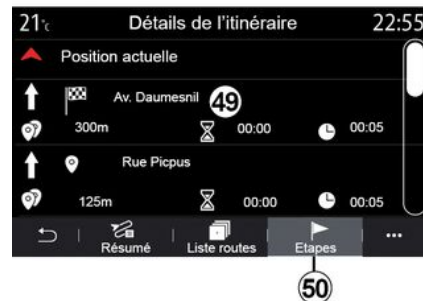 21°c Détails de l'itinéraire 22:55
Position actuelle
Av. Daumesnil 49
300m 00:00 00:05
Rue Picpus
125m 00:00 00:05
Résumé Liste routes Etapes ...
50